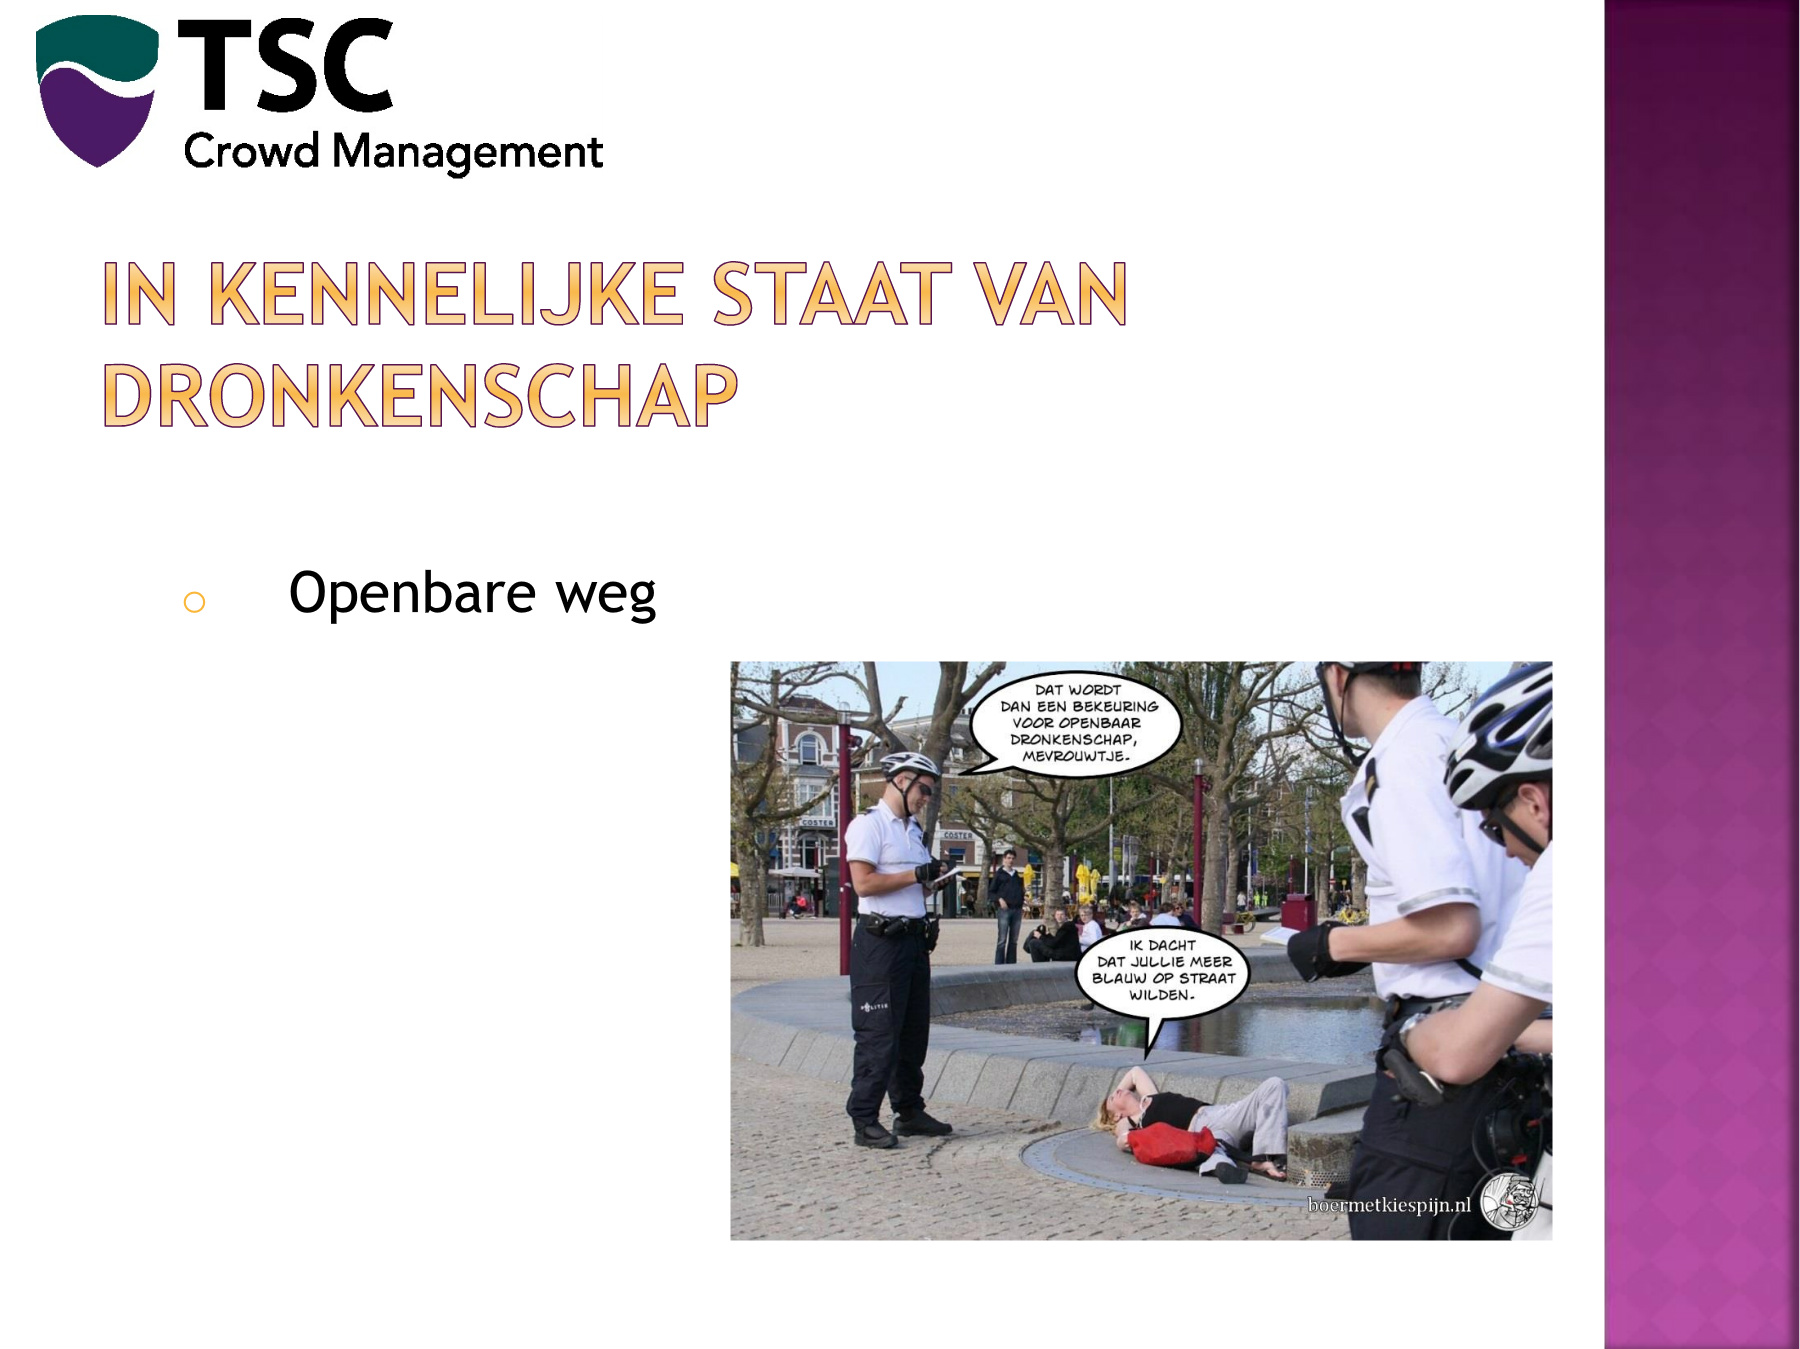 TSC
Crowd Management
IN KENNELIJKE STAAT VAN
DRONKENSCHAP
Openbare weg
DAT WORDT
DAN EEN BEKEURING
VOOR OPENBAAR
DRONKENSCHAP,
MEVROUWTJE.
COSTER
COSTER
IK DACHT
DAT JULLIE MEER
BLAUW OP STRAAT
WILDEN.
POLITIE
boermetkiespijn.nl